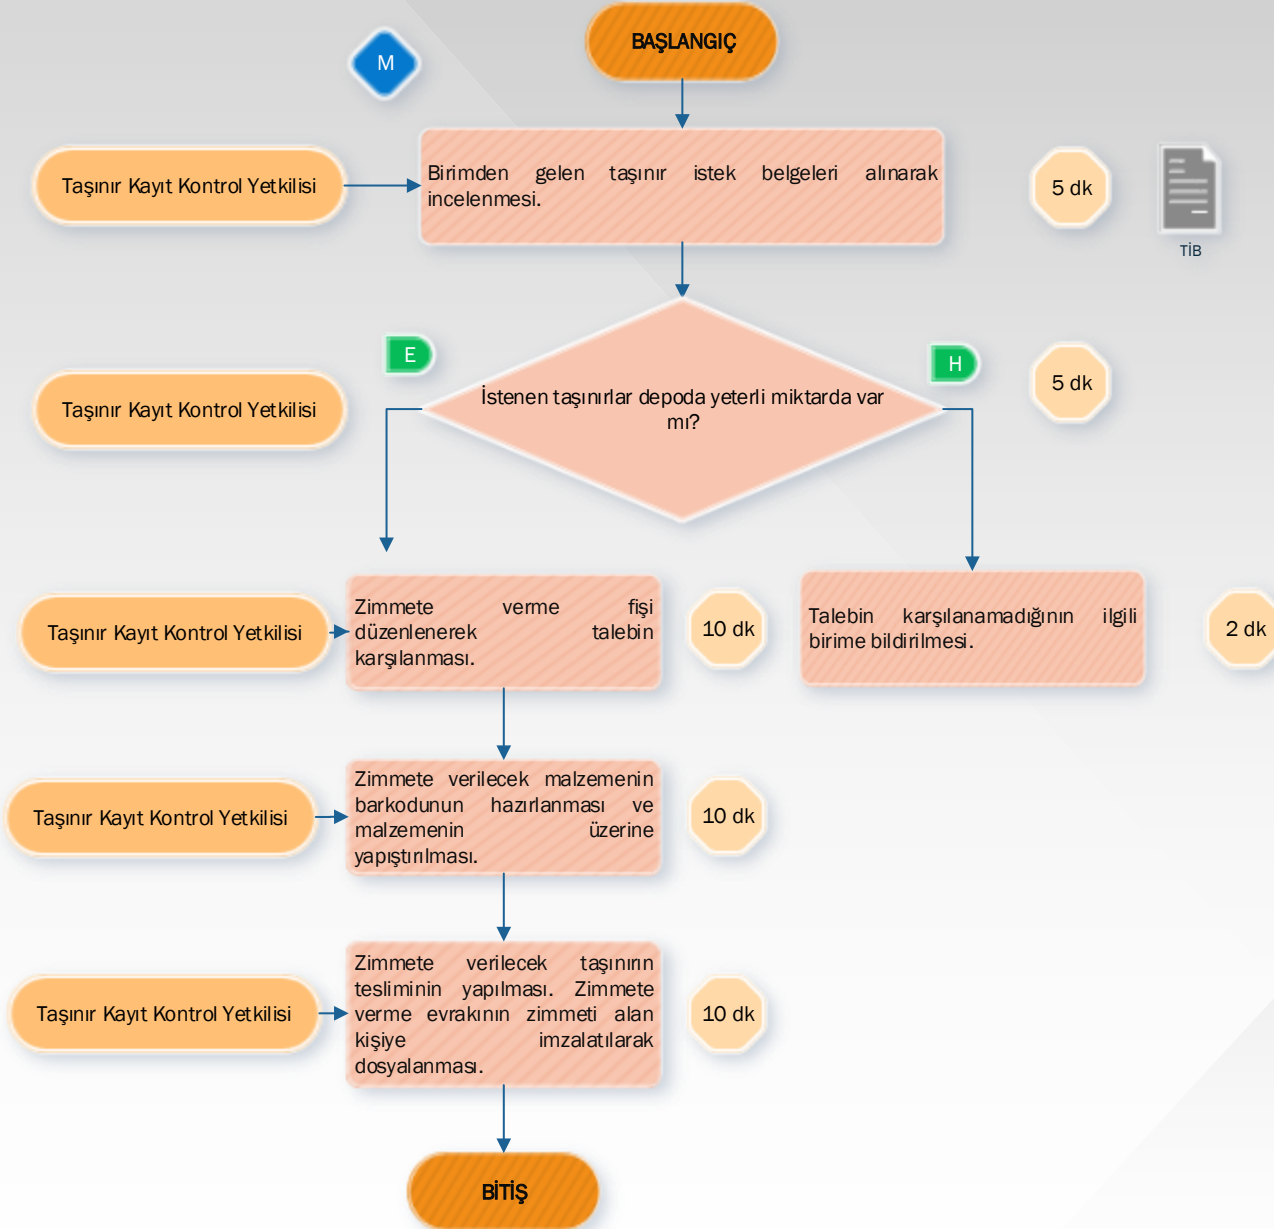 BAŞLANGIÇ
M
Taşınır Kayıt Kontrol Yetkilisi
Birimden gelen taşınır istek belgeleri alınarak
incelenmesi.
5 dk
TİB
E
H
Taşınır Kayıt Kontrol Yetkilisi
İstenen taşınırlar depoda yeterli miktarda var
mı?
5 dk
Taşınır Kayıt Kontrol Yetkilisi
Zimmete verme fişi
düzenlenerek talebin
karşılanması.
10 dk
Talebin karşılanamadığının ilgili
birime bildirilmesi.
2 dk
Taşınır Kayıt Kontrol Yetkilisi
Zimmete verilecek malzemenin
barkodunun hazırlanması ve
malzemenin üzerine
yapıştırılması.
10 dk
Taşınır Kayıt Kontrol Yetkilisi
Zimmete verilecek taşınırın
tesliminin yapılması. Zimmete
verme evrakının zimmeti alan
kişiye imzalatılarak
dosyalanması.
10 dk
BİTİŞ